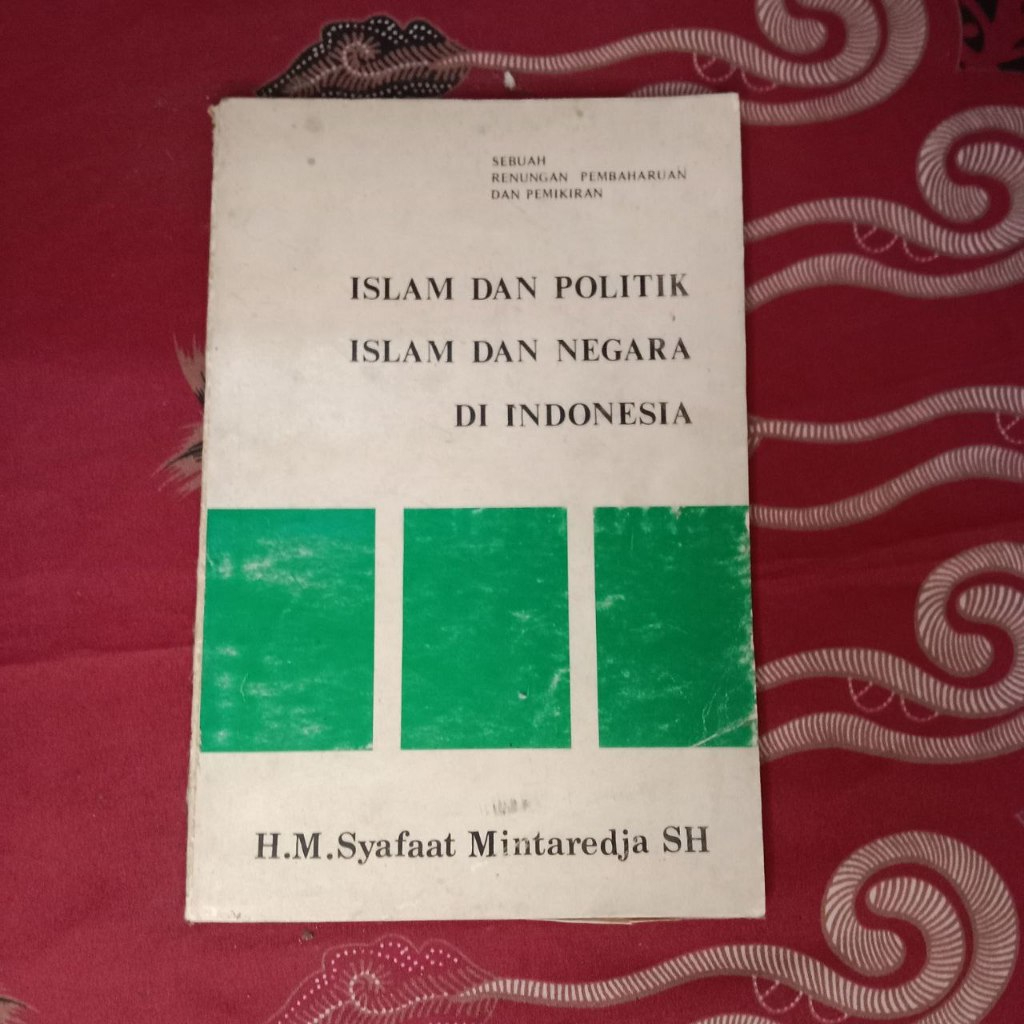 SEBUAH
RENUNGAN PEMBAHARUAN
DAN PEMIKIRAN
ISLAM DAN POLITIK
ISLAM DAN NEGARA
DI INDONESIA
H.M.Syafaat Mintaredja SH